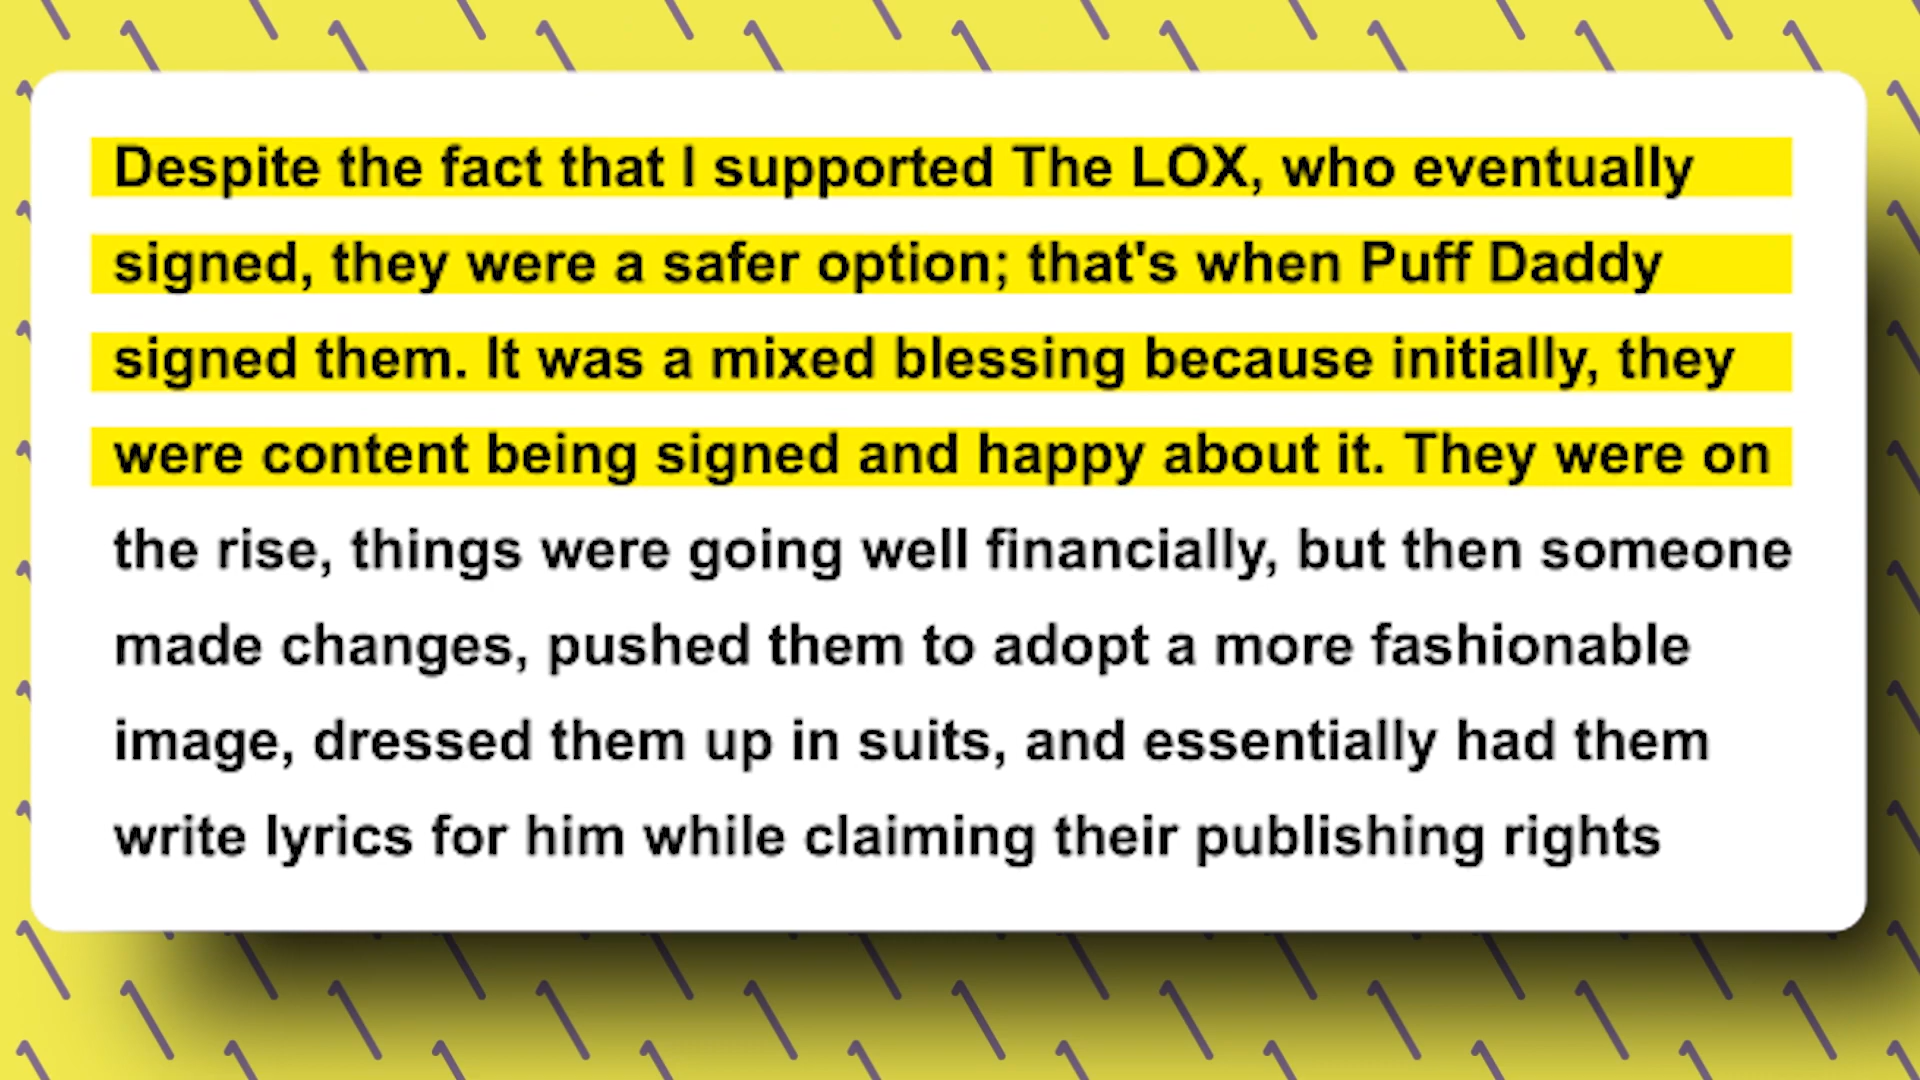 Despite the fact that I supported The LOX, who eventually
signed, they were a safer option; that's when Puff Daddy
signed them. It was a mixed blessing because initially, they
were content being signed and happy about it. They were on
the rise, things were going well financially, but then someone
made changes, pushed them to adopt a more fashionable
image, dressed them up in suits, and essentially had them
write lyrics for him while claiming their publishing rights